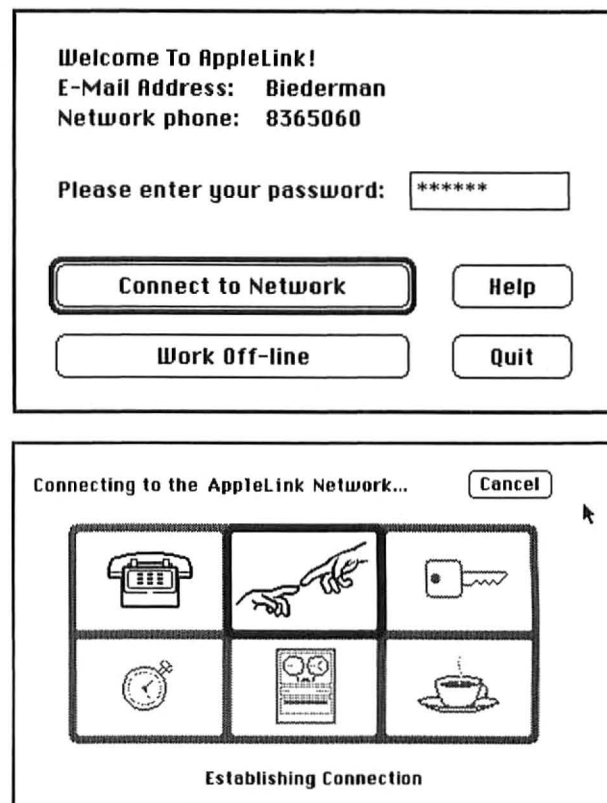 Welcome To AppleLink!
E-Mail Address: Biederman
Network phone: 8365060
Please enter your password: ******
Connect to Network
Help
Work Off-line
Quit
Connecting to the AppleLink Network...
Cancel
Establishing Connection